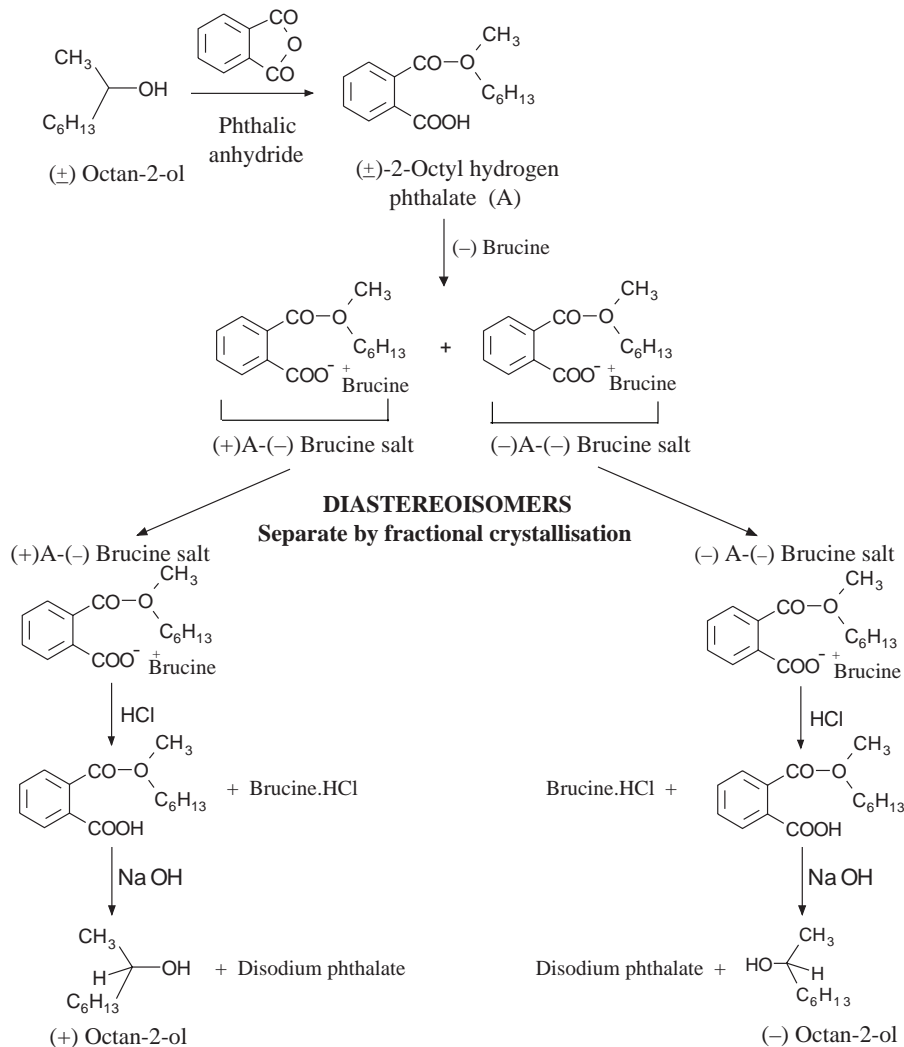 CO
O
CO
CH3
OH
C6H13
Phthalic
anhydride
(±) Octan-2-ol
CO–O
CH3
C6H13
COOH
(±)-2-Octyl hydrogen
phthalate (A)
(–) Brucine
CO–O
CH3
C6H13
COO– +Brucine
+
CO–O
CH3
C6H13
COO– +Brucine
(+)A-(–) Brucine salt
(–)A-(–) Brucine salt
DIASTEREOISOMERS
Separate by fractional crystallisation
(+)A-(–) Brucine salt
CO–O
CH3
C6H13
COO– +Brucine
(–) A-(–) Brucine salt
CO–O
CH3
C6H13
COO– +Brucine
HCl
HCl
CO–O
CH3
C6H13
COOH
+ Brucine.HCl
Brucine.HCl +
CO–O
CH3
C6H13
COOH
NaOH
NaOH
CH3
H
OH
C6H13
+ Disodium phthalate
Disodium phthalate +
CH3
HO
H
C6H13
(+) Octan-2-ol
(–) Octan-2-ol